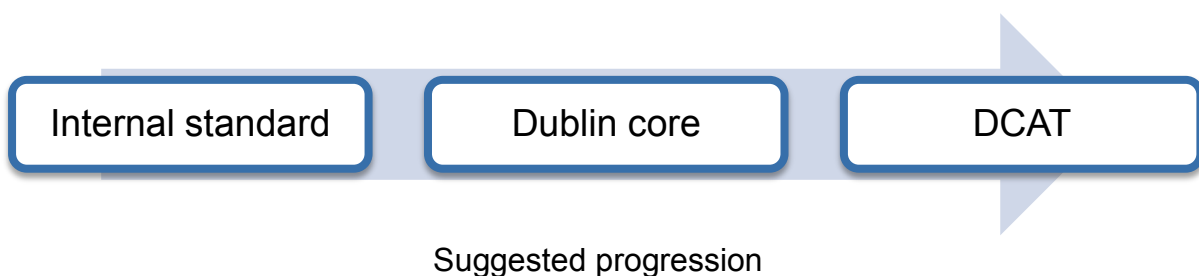 Internal standard
Dublin core
DCAT
Suggested progression